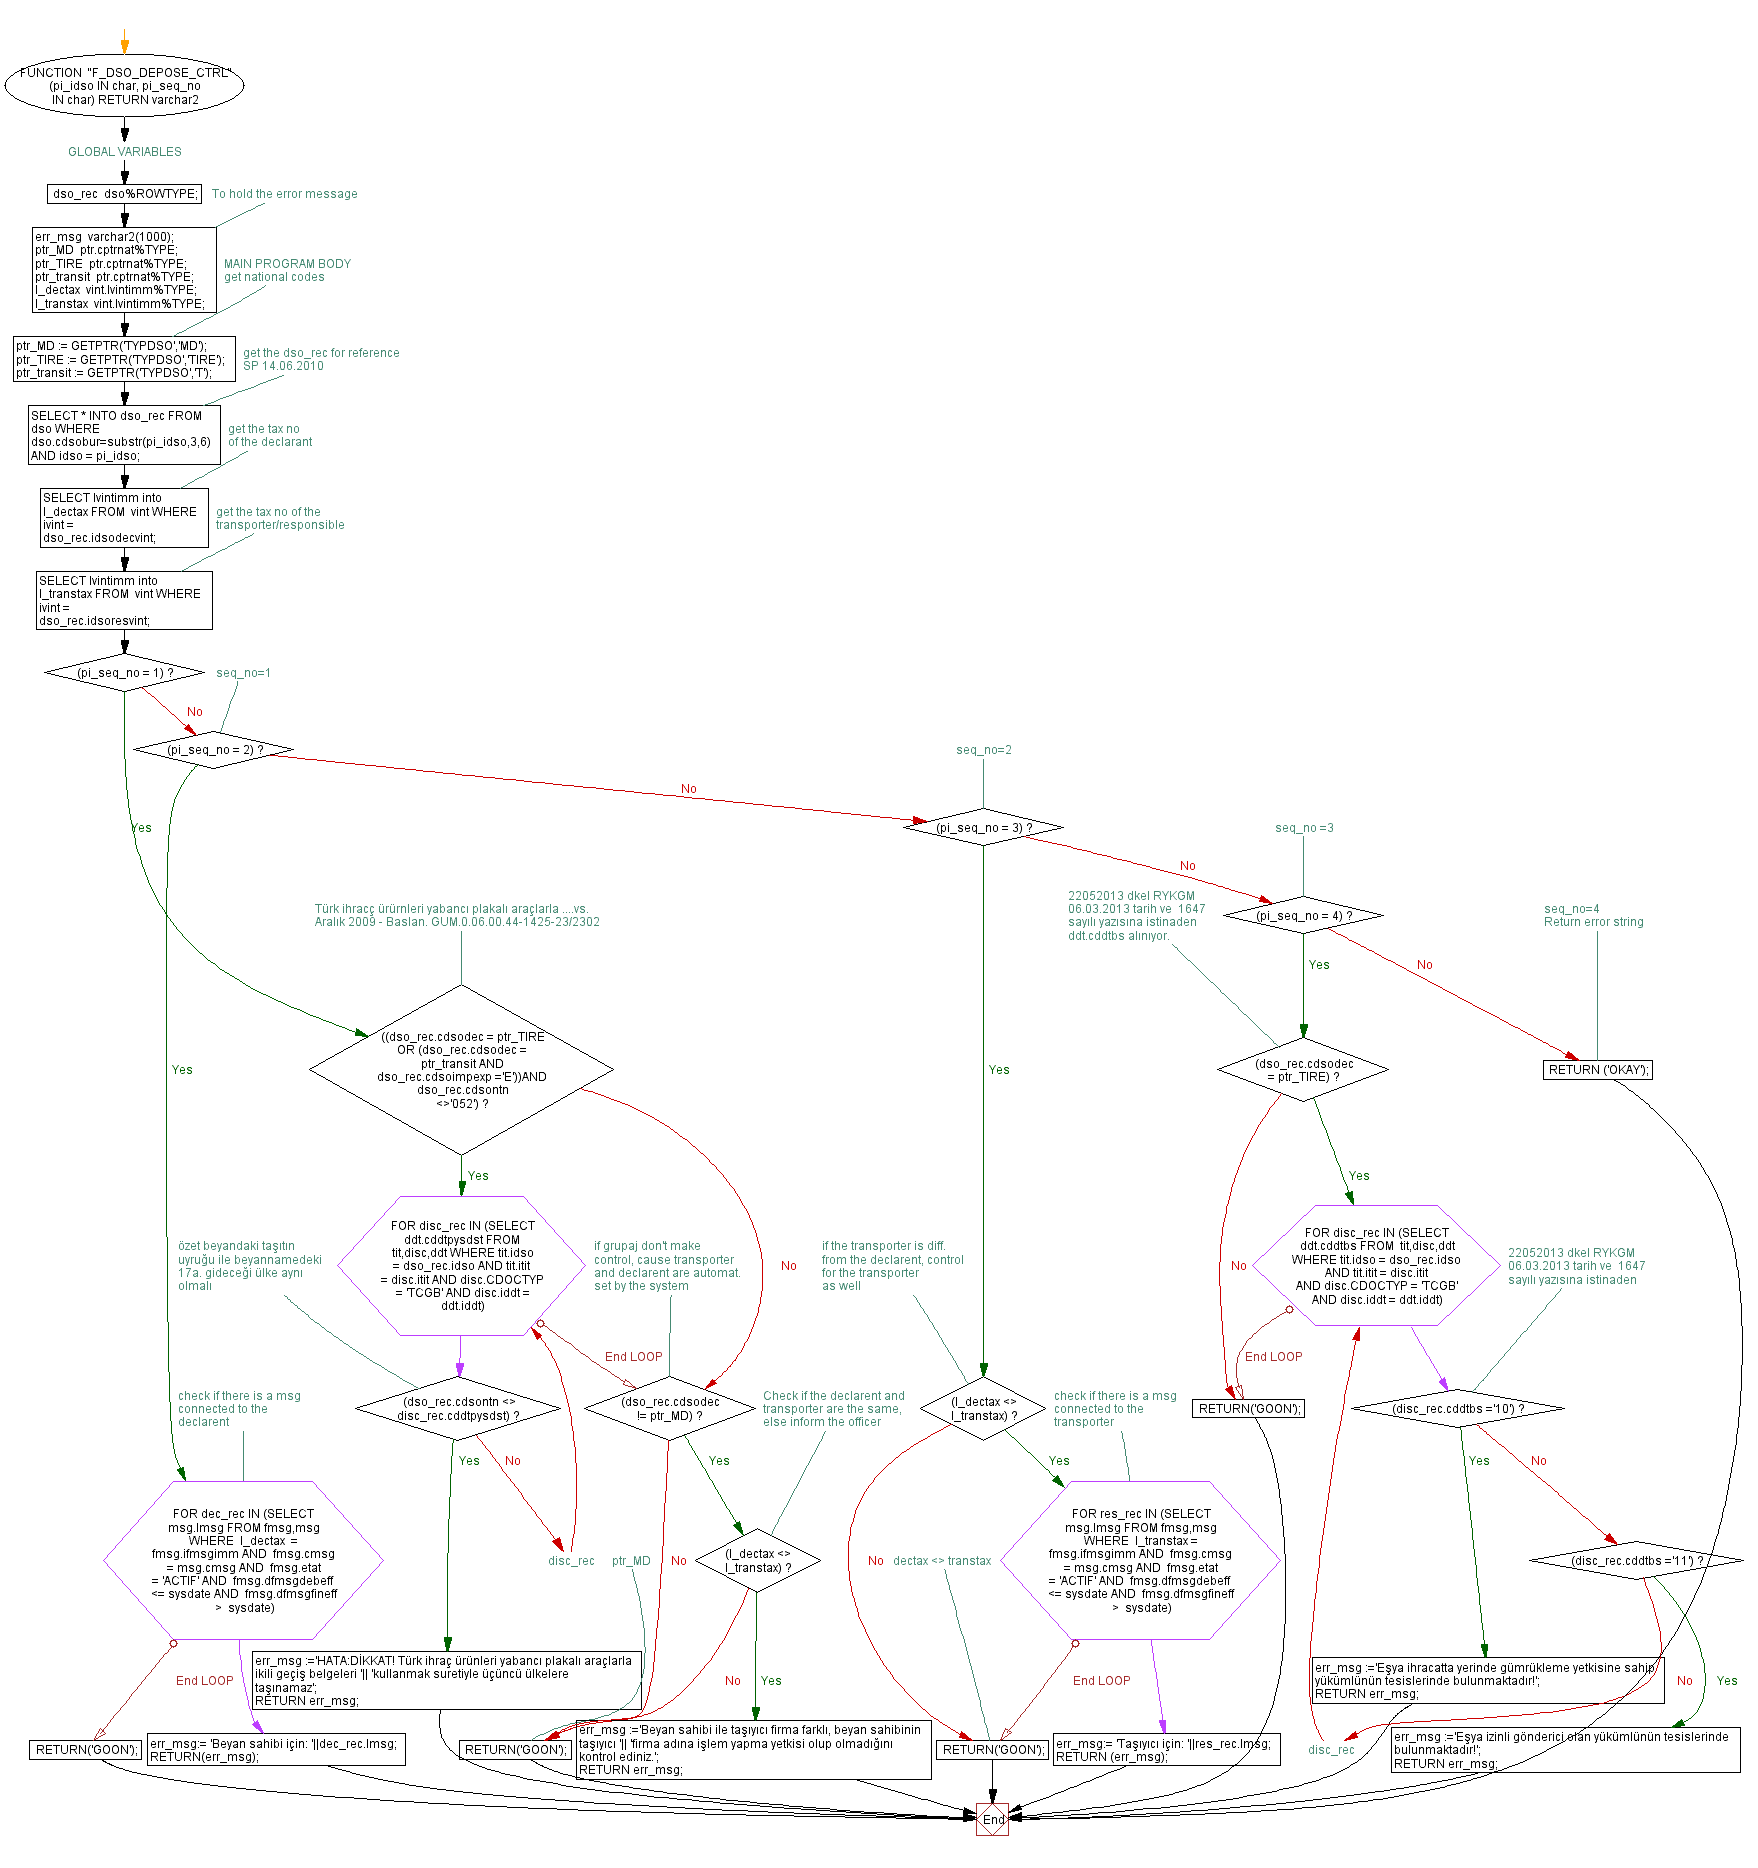 FUNCTION "F_DSO_DEPOSE_CTRL"
(pi_idso IN char, pi_seq_no
IN char) RETURN varchar2
GLOBAL VARIABLES
dso_rec dso%ROWTYPE;
To hold the error message
err_msg varchar2(1000);
ptr_MD ptr.cptrnat%TYPE;
ptr_TIRE ptr.cptrnat%TYPE;
ptr_transit ptr.cptrnat%TYPE;
l_dectax vint.lvintimm%TYPE;
l_transtax vint.lvintimm%TYPE;
MAIN PROGRAM BODY
get national codes
ptr_MD := GETPTR('TYPDSO','MD');
ptr_TIRE := GETPTR('TYPDSO','TIRE');
ptr_transit := GETPTR('TYPDSO','T');
get the dso_rec for reference
SP 14.06.2010
SELECT * INTO dso_rec FROM
dso WHERE
dso.cdsobur=substr(pi_idso,3,6)
AND idso = pi_idso;
get the tax no
of the declarant
SELECT lvintimm into
l_dectax FROM vint WHERE
ivint =
dso_rec.idsodecvint;
get the tax no of the
transporter/responsible
SELECT lvintimm into
l_transtax FROM vint WHERE
ivint =
dso_rec.idsoresvint;
(pi_seq_no = 1) ?
seq_no=1
No
(pi_seq_no = 2) ?
seq_no=2
No
Yes
(pi_seq_no = 3) ?
seq_no =3
No
22052013 dkel RYKGM
06.03.2013 tarih ve 1647
sayılı yazısına istinaden
ddt.cddtbs alınıyor.
(pi_seq_no = 4) ?
seq_no=4
Return error string
Türk ihracç ürürnleri yabancı plakalı araçlarla ....vs.
Aralık 2009 - Baslan. GUM.0.06.00.44-1425-23/2302
Yes
No
((dso_rec.cdsodec = ptr_TIRE
OR (dso_rec.cdsodec =
ptr_transit AND
dso_rec.cdsoimpexp ='E'))AND
dso_rec.cdsontn
<>'052') ?
Yes
Yes
(dso_rec.cdsodec
= ptr_TIRE) ?
RETURN ('OKAY');
Yes
Yes
FOR disc_rec IN (SELECT
ddt.cddtpysdst FROM
tit,disc,ddt WHERE tit.idso
= dso_rec.idso AND tit.itit
= disc.itit AND disc.CDOCTYP
= 'TCGB' AND disc.iddt =
ddt.iddt)
özet beyandaki taşıtın
uyruğu ile beyannamedeki
17a. gideceği ülke aynı
olmalı
if grupaj don't make
control, cause transporter
and declarent are automat.
set by the system
No
if the transporter is diff.
from the declarent, control
for the transporter
as well
No
FOR disc_rec IN (SELECT
ddt.cddtbs FROM tit,disc,ddt
WHERE tit.idso = dso_rec.idso
AND tit.itit = disc.itit
AND disc.CDOCTYP = 'TCGB'
AND disc.iddt = ddt.iddt)
22052013 dkel RYKGM
06.03.2013 tarih ve 1647
sayılı yazısına istinaden
End LOOP
End LOOP
check if there is a msg
connected to the
declarent
(dso_rec.cdsontn <>
disc_rec.cddtpysdst) ?
(dso_rec.cdsodec
!= ptr_MD) ?
Check if the declarent and
transporter are the same,
else inform the officer
(l_dectax <>
l_transtax) ?
check if there is a msg
connected to the
transporter
RETURN('GOON');
(disc_rec.cddtbs ='10') ?
Yes
No
Yes
Yes
Yes
No
FOR dec_rec IN (SELECT
msg.lmsg FROM fmsg,msg
WHERE l_dectax =
fmsg.ifmsgimm AND fmsg.cmsg
= msg.cmsg AND fmsg.etat
= 'ACTIF' AND fmsg.dfmsgdebeff
<= sysdate AND fmsg.dfmsgfineff
> sysdate)
disc_rec
ptr_MD
No
(l_dectax <>
l_transtax) ?
No
dectax <> transtax
FOR res_rec IN (SELECT
msg.lmsg FROM fmsg,msg
WHERE l_transtax =
fmsg.ifmsgimm AND fmsg.cmsg
= msg.cmsg AND fmsg.etat
= 'ACTIF' AND fmsg.dfmsgdebeff
<= sysdate AND fmsg.dfmsgfineff
> sysdate)
(disc_rec.cddtbs ='11') ?
End LOOP
err_msg :='HATA:DİKKAT! Türk ihraç ürünleri yabancı plakalı araçlarla
ikili geçiş belgeleri '|| 'kullanmak suretiyle üçüncü ülkelere
taşınamaz';
RETURN err_msg;
No
Yes
End LOOP
err_msg :='Eşya ihracatta yerinde gümrükleme yetkisine sahip
yükümlünün tesislerinde bulunmaktadır!';
RETURN err_msg;
No
Yes
RETURN('GOON');
err_msg:= 'Beyan sahibi için: '||dec_rec.lmsg;
RETURN(err_msg);
RETURN('GOON');
err_msg :='Beyan sahibi ile taşıyıcı firma farklı, beyan sahibinin
taşıyıcı '|| 'firma adına işlem yapma yetkisi olup olmadığını
kontrol ediniz.';
RETURN err_msg;
RETURN('GOON');
err_msg:= 'Taşıyıcı için: '||res_rec.lmsg;
RETURN (err_msg);
disc_rec
err_msg :='Eşya izinli gönderici olan yükümlünün tesislerinde
bulunmaktadır!';
RETURN err_msg;
End